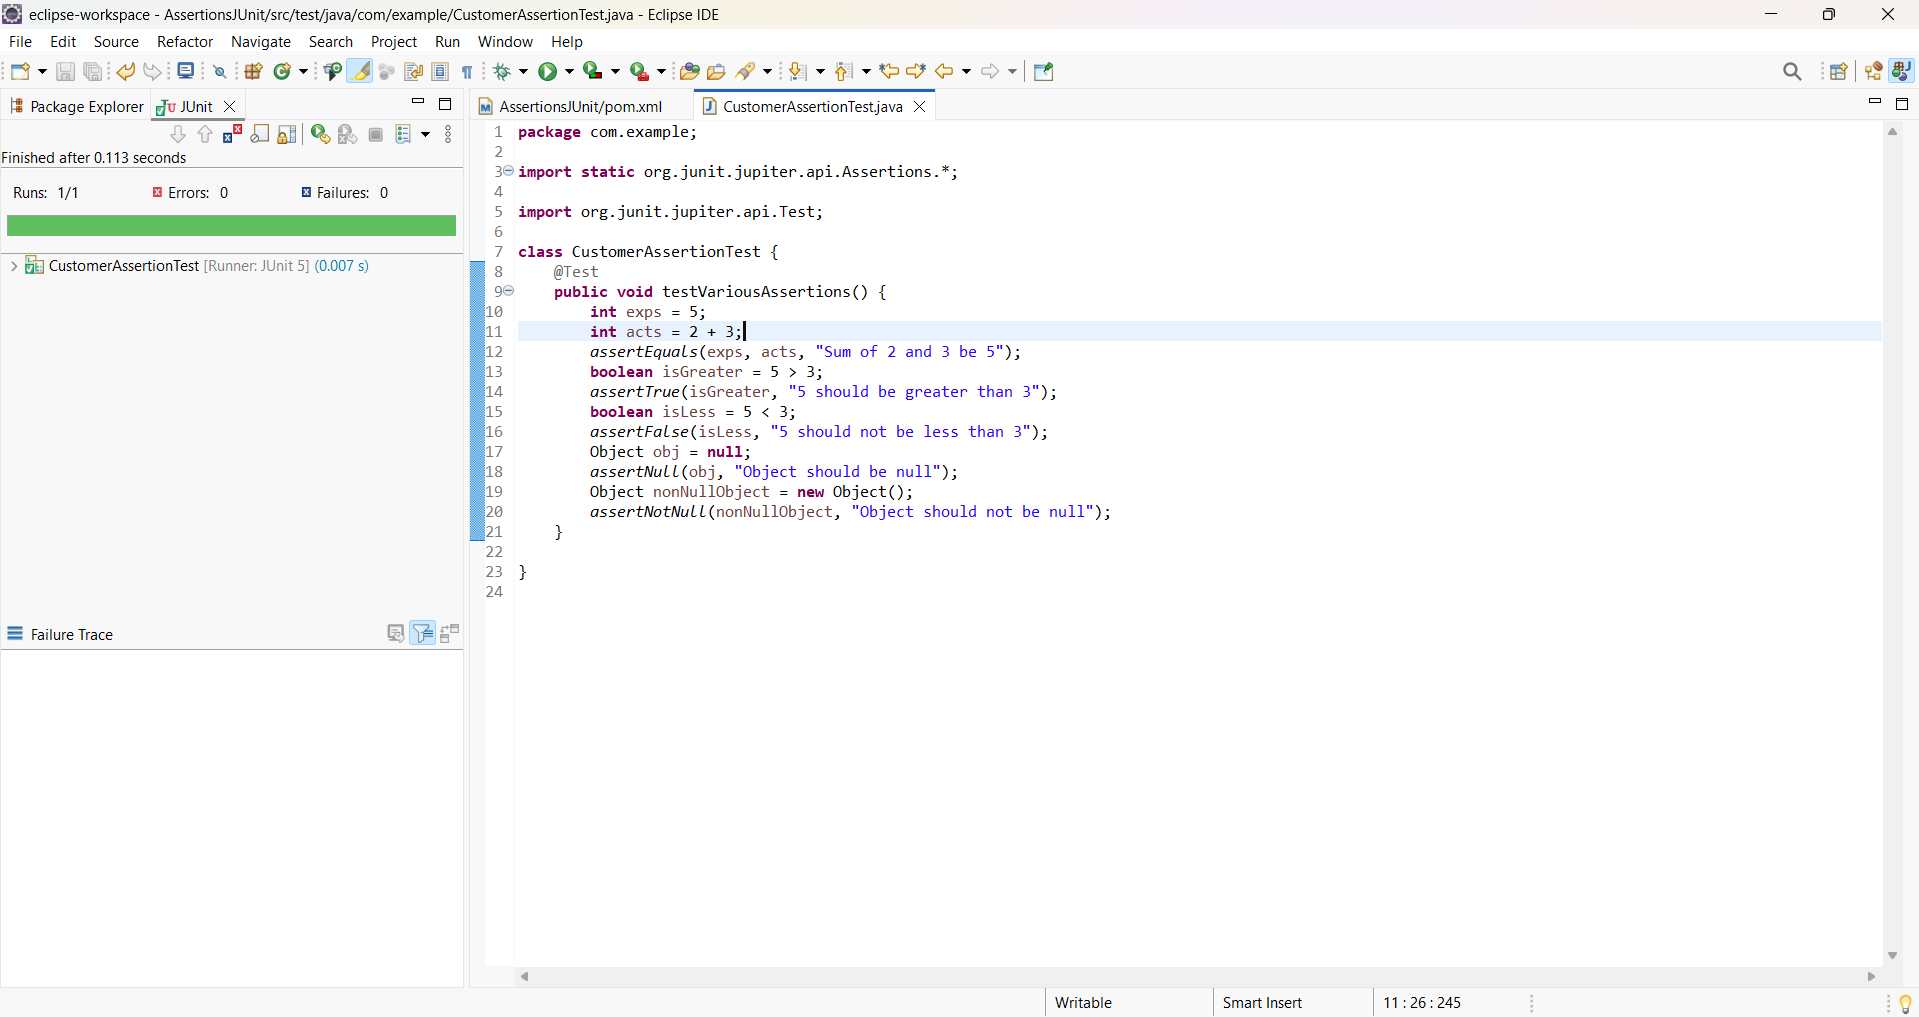 eclipse-workspace - AssertionsJUnit/src/test/java/com/example/CustomerAssertionTest.java - Eclipse IDE
File Edit Source Refactor Navigate Search Project Run Window Help
Package Explorer JUnit
Finished after 0.113 seconds
Runs: 1/1 Errors: 0 Failures: 0
CustomerAssertionTest [Runner: JUnit 5] (0.007 s)
Failure Trace
AssertionsJUnit/pom.xml CustomerAssertionTest.java
1 package com.example;
2
3 import static org.junit.jupiter.api.Assertions.*;
4
5 import org.junit.jupiter.api.Test;
6
7 class CustomerAssertionTest {
8     @Test
9     public void testVariousAssertions() {
10         int exps = 5;
11         int acts = 2 + 3;
12         assertEquals(exps, acts, "Sum of 2 and 3 be 5");
13         boolean isGreater = 5 > 3;
14         assertTrue(isGreater, "5 should be greater than 3");
15         boolean isLess = 5 < 3;
16         assertFalse(isLess, "5 should not be less than 3");
17         Object obj = null;
18         assertNull(obj, "Object should be null");
19         Object nonNullObject = new Object();
20         assertNotNull(nonNullObject, "Object should not be null");
21     }
22
23 }
24
Writable Smart Insert 11 : 26 : 245